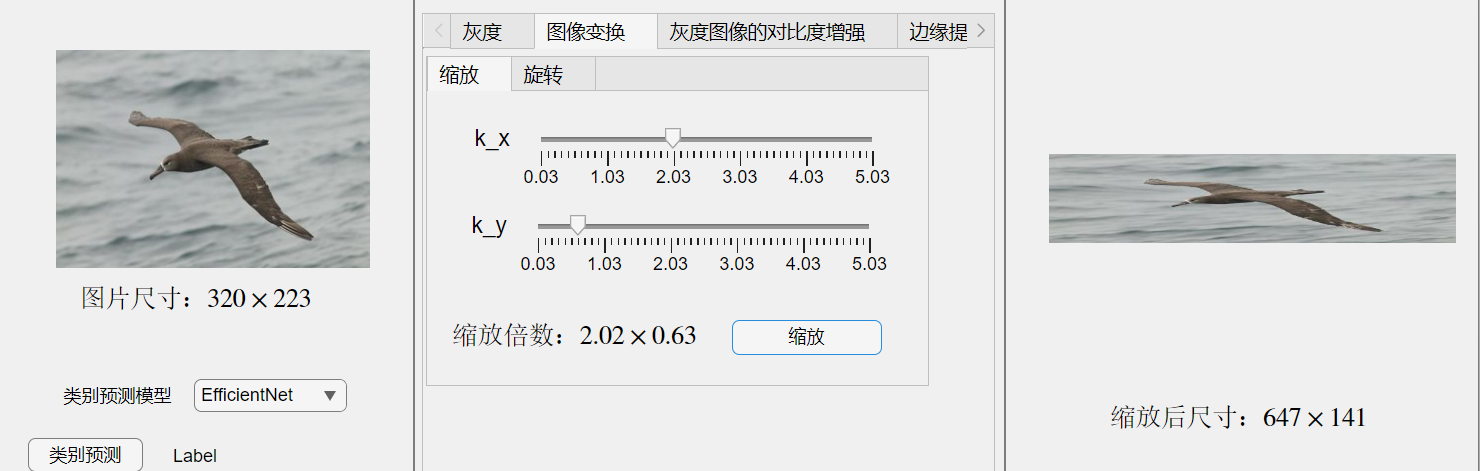 图片尺寸：320 × 223
类别预测模型 EfficientNet
类别预测 Label
灰度 图像变换 灰度图像的对比度增强 边缘提
缩放 旋转
k_x
0.03 1.03 2.03 3.03 4.03 5.03
k_y
0.03 1.03 2.03 3.03 4.03 5.03
缩放倍数：2.02 × 0.63 缩放
缩放后尺寸：647 × 141